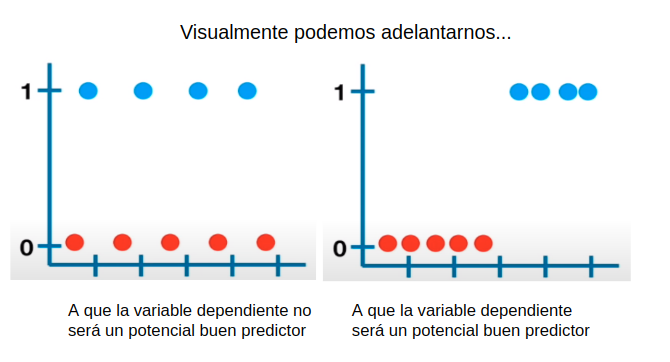 Visualmente podemos adelantarnos...
1
0
1
0
A que la variable dependiente no
será un potencial buen predictor
A que la variable dependiente
será un potencial buen predictor